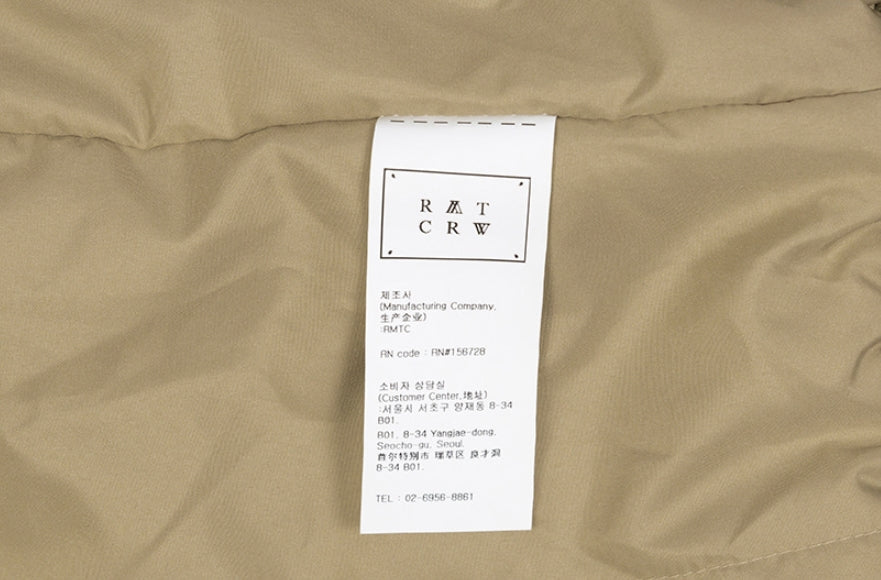 RMT
CRW
제조사
(Manufacturing Company,
生产企业)
:RMTC
RN code : RN#156728
소비자 상담실
(Customer Center,地址)
:서울시 서초구 양재동 8-34
B01.
B01, 8-34 Yangjae-dong,
Seocho-gu, Seoul,
首尔特別市 瑞草区 良才洞
8-34 B01.
TEL : 02-6956-8861